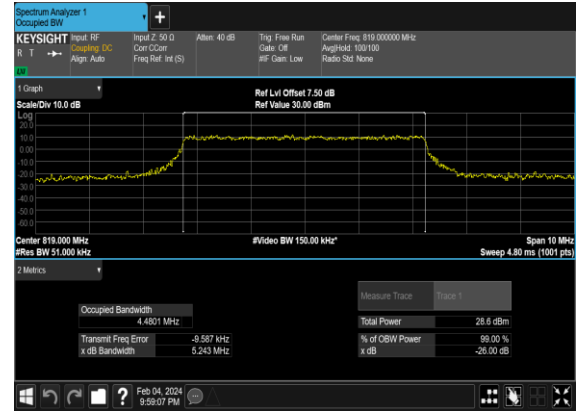 Spectrum Analyzer 1
Occupied BW
KEYSIGHT
R T
LU
Input: RF
Coupling: DC
Align: Auto
Input Z: 50 Ω
Corr CCorr
Freq Ref: Int (S)
Atten: 40 dB
Trig: Free Run
Gate: Off
#IF Gain: Low
Center Freq: 819.000000 MHz
Avg|Hold: 100/100
Radio Std: None
1 Graph
Scale/Div 10.0 dB
Ref Lvl Offset 7.50 dB
Ref Value 30.00 dBm
Log
20.0
10.0
0.00
-10.0
-20.0
-30.0
-40.0
-50.0
-60.0
Center 819.000 MHz
#Res BW 51.000 kHz
#Video BW 150.00 kHz*
Span 10 MHz
Sweep 4.80 ms (1001 pts)
2 Metrics
Measure Trace Trace 1
Occupied Bandwidth
4.4801 MHz
Total Power 28.6 dBm
Transmit Freq Error -9.587 kHz
% of OBW Power 99.00 %
x dB Bandwidth 5.243 MHz
x dB -26.00 dB
?
Feb 04, 2024
9:59:07 PM